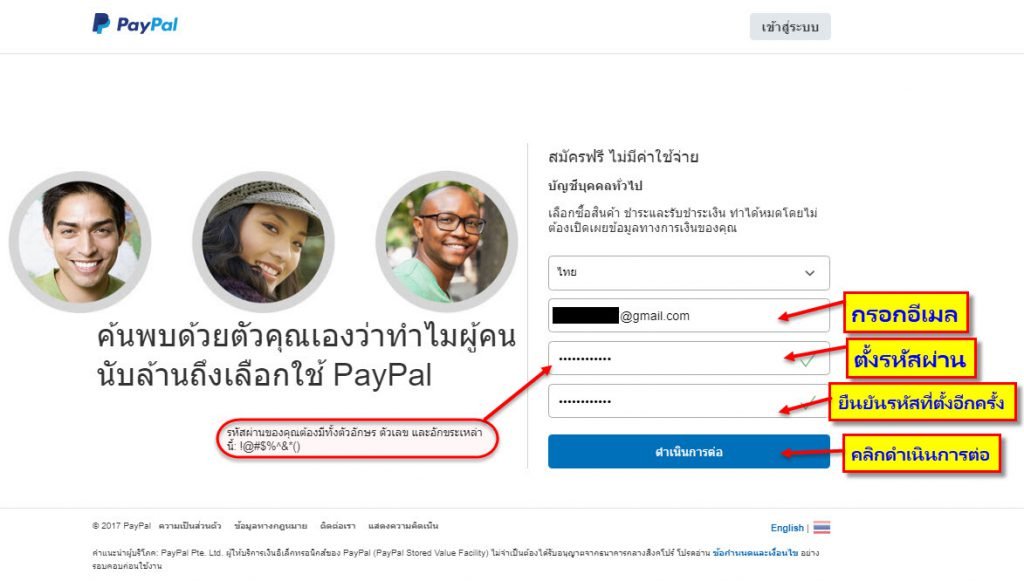 PayPal
เข้าสู่ระบบ
สมัครฟรี ไม่มีค่าใช้จ่าย
บัญชีบุคคลทั่วไป
เลือกซื้อสินค้า ชำระและรับชำระเงิน ทำได้หมดโดยไม่
ต้องเปิดเผยข้อมูลทางการเงินของคุณ
ไทย
@gmail.com
กรอกอีเมล
••••••••••••
ตั้งรหัสผ่าน
••••••••••••
ยืนยันรหัสที่ตั้งอีกครั้ง
ดำเนินการต่อ
คลิกดำเนินการต่อ
ค้นพบด้วยตัวคุณเองว่าทำไมผู้คน
นับล้านถึงเลือกใช้ PayPal
รหัสผ่านของคุณต้องมีทั้งตัวอักษร ตัวเลข และอักขระเหล่า
นี้: !@#$%^&*()
© 2017 PayPal ความเป็นส่วนตัว ข้อมูลทางกฎหมาย ติดต่อเรา แสดงความคิดเห็น
English |
คำแนะนำผู้บริโภค: PayPal Pte. Ltd. ผู้ให้บริการเงินอิเล็กทรอนิกส์ของ PayPal (PayPal Stored Value Facility) ไม่จำเป็นต้องได้รับอนุญาตจากธนาคารกลางสิงคโปร์ โปรดอ่าน ข้อกำหนดและเงื่อนไข อย่าง
รอบคอบก่อนใช้งาน